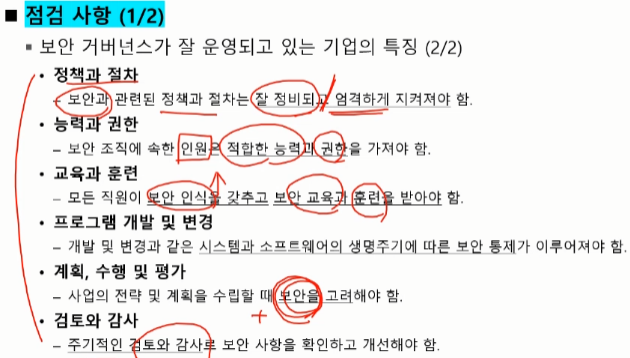 ■ 점검 사항 (1/2)
▪ 보안 거버넌스가 잘 운영되고 있는 기업의 특징 (2/2)
• 정책과 절차
– 보안과 관련된 정책과 절차는 잘 정비되고 엄격하게 지켜져야 함.
• 능력과 권한
– 보안 조직에 속한 인원은 적합한 능력과 권한을 가져야 함.
• 교육과 훈련
– 모든 직원이 보안 인식을 갖추고 보안 교육과 훈련을 받아야 함.
• 프로그램 개발 및 변경
– 개발 및 변경과 같은 시스템과 소프트웨어의 생명주기에 따른 보안 통제가 이루어져야 함.
• 계획, 수행 및 평가
– 사업의 전략 및 계획을 수립할 때 보안을 고려해야 함.
• 검토와 감사
– 주기적인 검토와 감사로 보안 사항을 확인하고 개선해야 함.